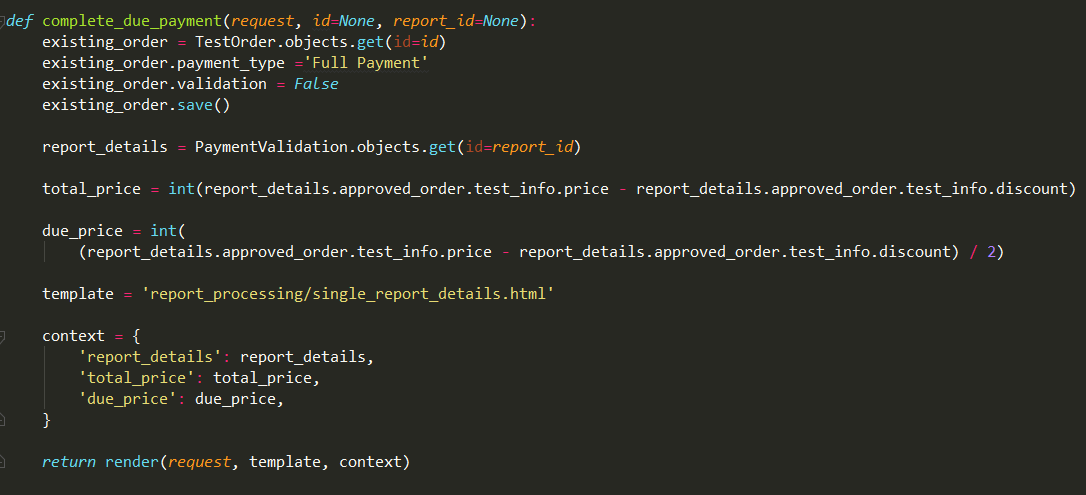 def complete_due_payment(request, id=None, report_id=None):
    existing_order = TestOrder.objects.get(id=id)
    existing_order.payment_type ='Full Payment'
    existing_order.validation = False
    existing_order.save()

    report_details = PaymentValidation.objects.get(id=report_id)

    total_price = int(report_details.approved_order.test_info.price - report_details.approved_order.test_info.discount)

    due_price = int(
        (report_details.approved_order.test_info.price - report_details.approved_order.test_info.discount) / 2)

    template = 'report_processing/single_report_details.html'

    context = {
        'report_details': report_details,
        'total_price': total_price,
        'due_price': due_price,
    }

    return render(request, template, context)